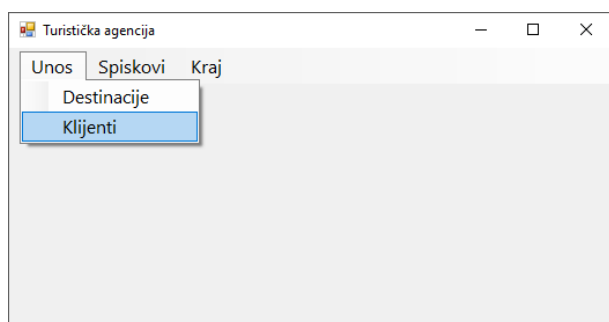 Turistička agencija
Unos Spiskovi Kraj
Destinacije
Klijenti